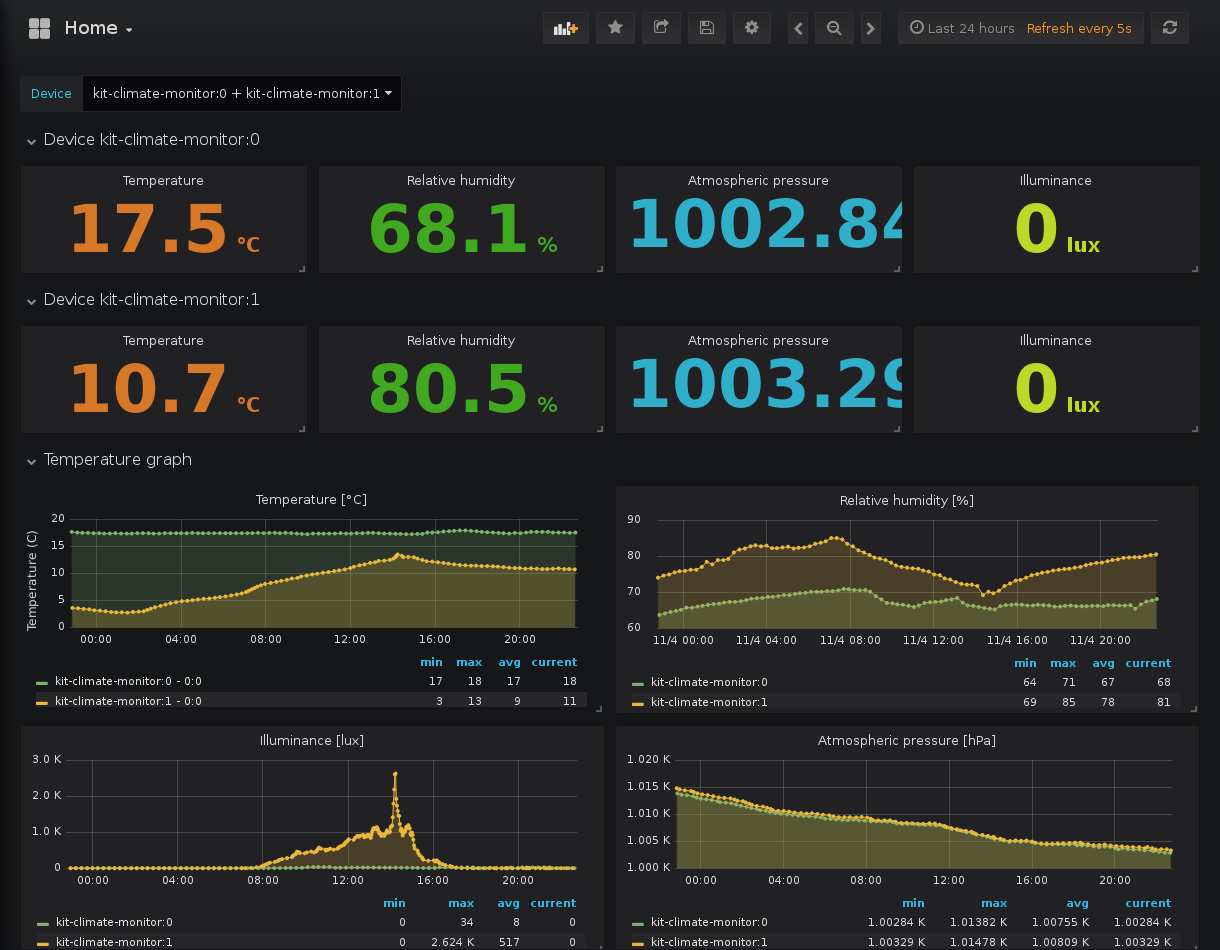 Home
Last 24 hours Refresh every 5s
Device kit-climate-monitor:0 + kit-climate-monitor:1
Device kit-climate-monitor:0
Temperature Relative humidity Atmospheric pressure Illuminance
17.5 °C 68.1 % 1002.84 0 lux
Device kit-climate-monitor:1
Temperature Relative humidity Atmospheric pressure Illuminance
10.7 °C 80.5 % 1003.29 0 lux
Temperature graph
Temperature [°C]
Temperature (C)
20
15
10
5
0
00:00 04:00 08:00 12:00 16:00 20:00
min max avg current
kit-climate-monitor:0 - 0:0 17 18 17 18
kit-climate-monitor:1 - 0:0 3 13 9 11
Relative humidity [%]
90
80
70
60
11/4 00:00 11/4 04:00 11/4 08:00 11/4 12:00 11/4 16:00 11/4 20:00
min max avg current
kit-climate-monitor:0 64 71 67 68
kit-climate-monitor:1 69 85 78 81
Illuminance [lux]
3.0 K
2.0 K
1.0 K
0
00:00 04:00 08:00 12:00 16:00 20:00
min max avg current
kit-climate-monitor:0 0 34 8 0
kit-climate-monitor:1 0 2.624 K 517 0
Atmospheric pressure [hPa]
1.020 K
1.015 K
1.010 K
1.005 K
1.000 K
00:00 04:00 08:00 12:00 16:00 20:00
min max avg current
kit-climate-monitor:0 1.00284 K 1.01382 K 1.00755 K 1.00284 K
kit-climate-monitor:1 1.00329 K 1.01478 K 1.00809 K 1.00329 K